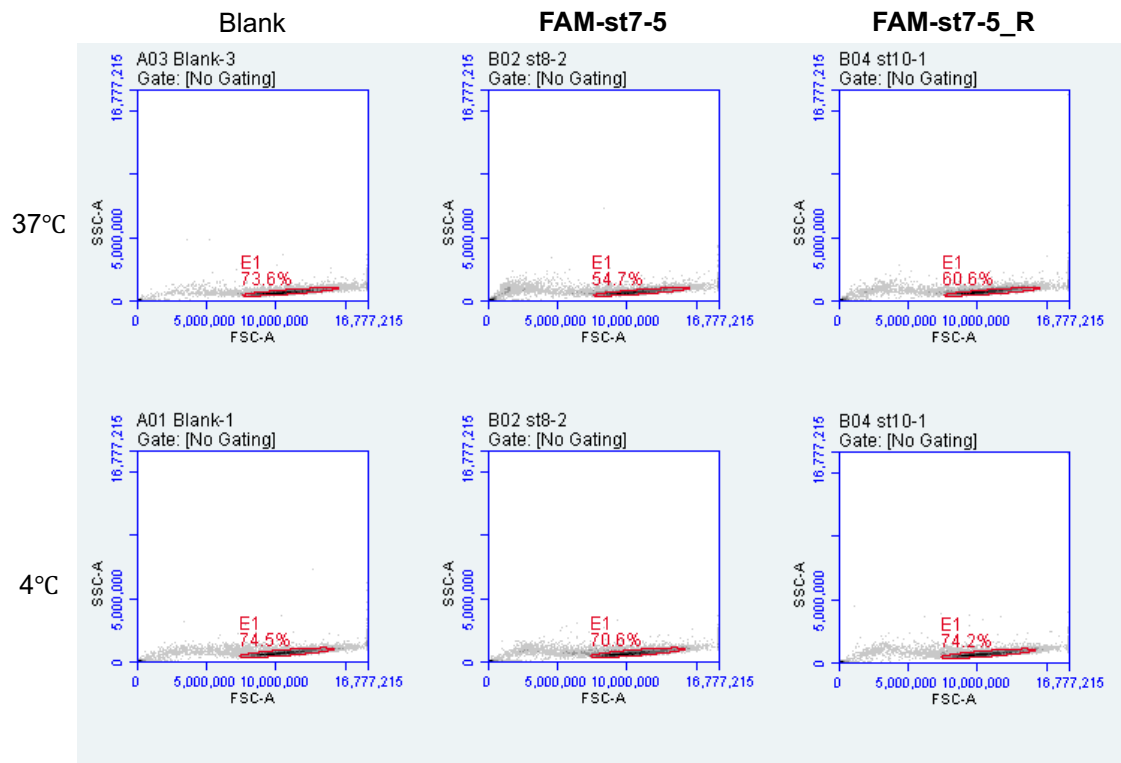 Blank
FAM-st7-5
FAM-st7-5_R
37℃
A03 Blank-3
Gate: [No Gating]
16,777,215
5,000,000
0
SSC-A
E1
73.6%
0
5,000,000
10,000,000
16,777,215
FSC-A
B02 st8-2
Gate: [No Gating]
16,777,215
5,000,000
0
SSC-A
E1
54.7%
0
5,000,000
10,000,000
16,777,215
FSC-A
B04 st10-1
Gate: [No Gating]
16,777,215
5,000,000
0
SSC-A
E1
60.6%
0
5,000,000
10,000,000
16,777,215
FSC-A
4℃
A01 Blank-1
Gate: [No Gating]
16,777,215
5,000,000
0
SSC-A
E1
74.5%
0
5,000,000
10,000,000
16,777,215
FSC-A
B02 st8-2
Gate: [No Gating]
16,777,215
5,000,000
0
SSC-A
E1
70.6%
0
5,000,000
10,000,000
16,777,215
FSC-A
B04 st10-1
Gate: [No Gating]
16,777,215
5,000,000
0
SSC-A
E1
74.2%
0
5,000,000
10,000,000
16,777,215
FSC-A